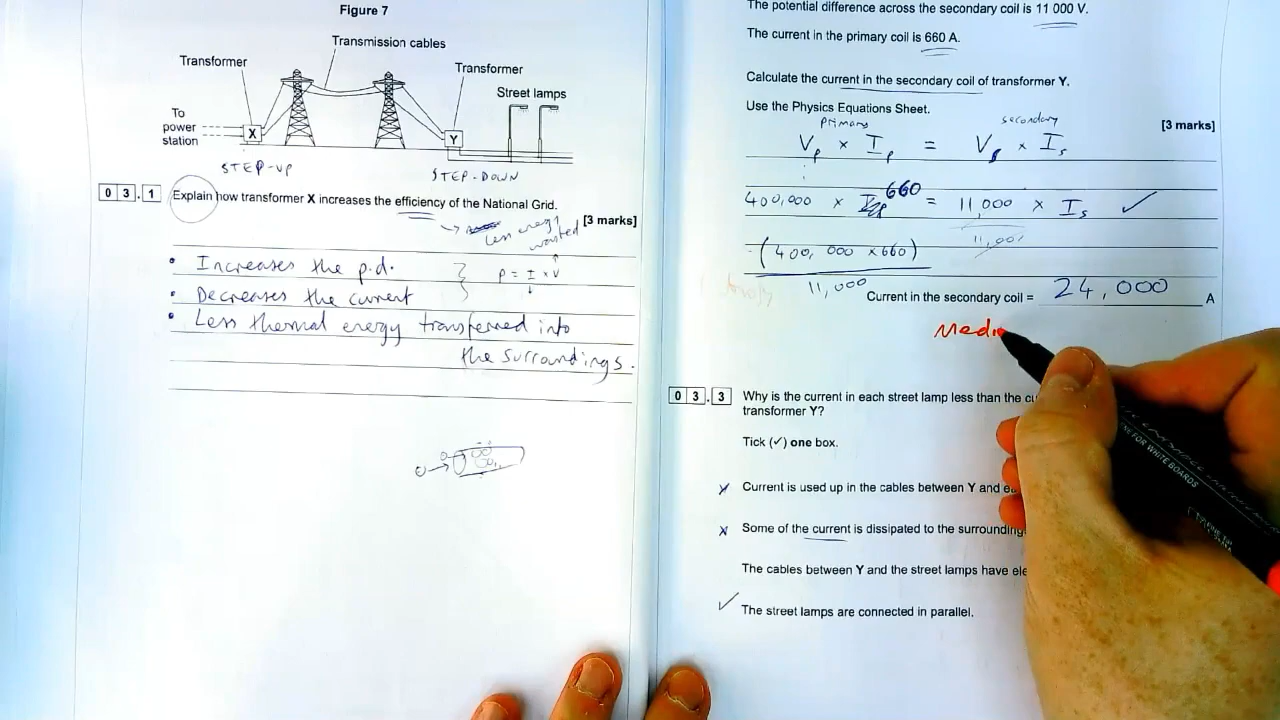 Figure 7
Transmission cables
Transformer
Transformer
Street lamps
To
power
station
X
Y
STEP-UP
STEP-DOWN
0 3 . 1 Explain how transformer X increases the efficiency of the National Grid.
[3 marks]
Less energy
wasted
• Increases the p.d.
P = I × V
• Decreases the current
• Less thermal energy transferred into
the surroundings.
The potential difference across the secondary coil is 11 000 V.
The current in the primary coil is 660 A.
Calculate the current in the secondary coil of transformer Y.
Use the Physics Equations Sheet.
[3 marks]
primary secondary
Vp × Ip = Vs × Is
400,000 × 660 = 11,000 × Is ✓
11,000
(400,000 × 660)
11,000
Current in the secondary coil = 24,000 A
0 3 . 3 Why is the current in each street lamp less than the
transformer Y?
Tick (✓) one box.
Current is used up in the cables between Y and
Some of the current is dissipated to the surrounding
The cables between Y and the street lamps have
✓ The street lamps are connected in parallel.
FOR WHITE BOARDS